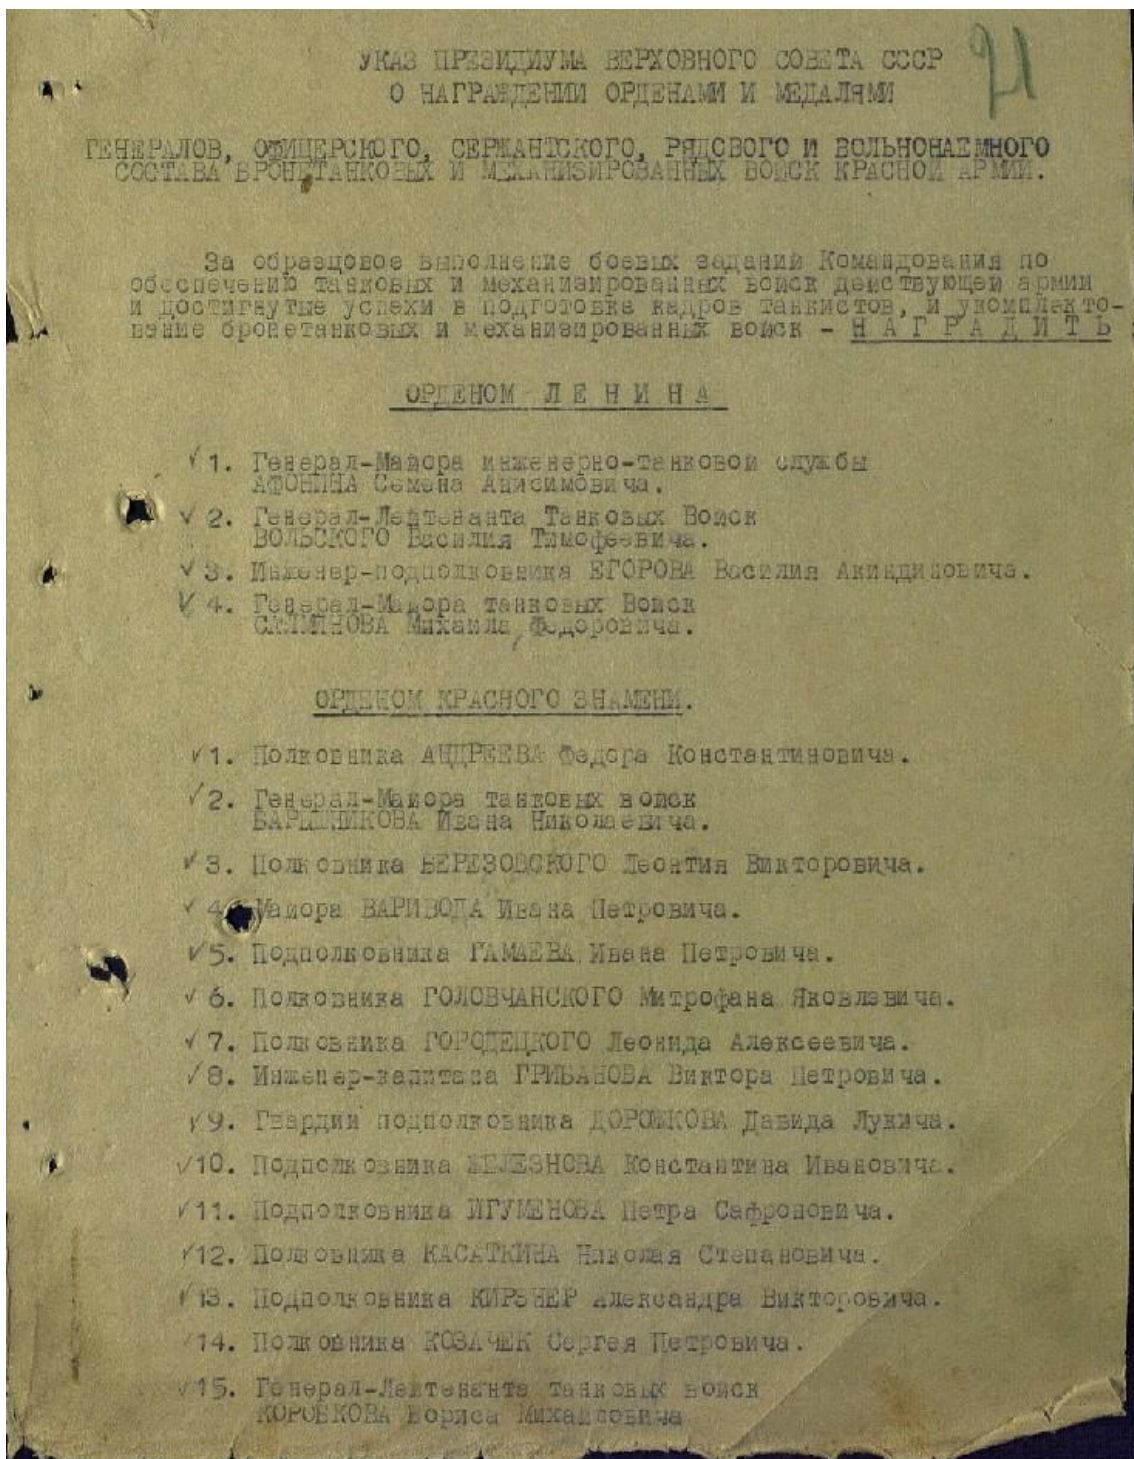 21
УКАЗ ПРЕЗИДИУМА ВЕРХОВНОГО СОВЕТА СССР
О НАГРАЖДЕНИИ ОРДЕНАМИ И МЕДАЛЯМИ
ГЕНЕРАЛОВ, ОФИЦЕРСКОГО, СЕРЖАНТСКОГО, РЯДОВОГО И ВОЛЬНОНАЕМНОГО
СОСТАВА БРОНЕТАНКОВЫХ И МЕХАНИЗИРОВАННЫХ ВОЙСК КРАСНОЙ АРМИИ.
За образцовое выполнение боевых заданий Командования по
обеспечению танковых и механизированных войск действующей армии
и достигнутые успехи в подготовке кадров танкистов, и укомплекто-
вание бронетанковых и механизированных войск - НАГРАДИТЬ
ОРДЕНОМ ЛЕНИНА
1. Генерал-Майора инженерно-танковой службы
АФОНИНА Семена Анисимовича.
2. Генерал-Лейтенанта Танковых Войск
ВОЛЬСКОГО Василия Тимофеевича.
3. Инженер-подполковника ЕГОРОВА Василия Акиндиновича.
4. Генерал-Майора танковых Войск
САЛМИНОВА Михаила Федоровича.
ОРДЕНОМ КРАСНОГО ЗНАМЕНИ.
1. Полковника АНДРЕЕВА Федора Константиновича.
2. Генерал-Майора танковых войск
БАРЫШНИКОВА Ивана Николаевича.
3. Полковника БЕРЕЗОВСКОГО Леонтия Викторовича.
4. Майора ВАРИВОДА Ивана Петровича.
5. Подполковника ГАМАЕВА Ивана Петровича.
6. Полковника ГОЛОВЧАНСКОГО Митрофана Яковлевича.
7. Полковника ГОРОДЕЦКОГО Леонида Алексеевича.
8. Инженер-капитана ГРИБАНОВА Виктора Петровича.
9. Гвардии подполковника ДОРОЖКОВА Давида Лукича.
10. Подполковника ЖЕЛЕЗНОВА Константина Ивановича.
11. Подполковника ИГУМЕНОВА Петра Сафроновича.
12. Полковника КАСАТКИНА Николая Степановича.
13. Подполковника КИРЗНЕР Александра Викторовича.
14. Полковника КОЗАЧЕК Сергея Петровича.
15. Генерал-Лейтенанта танковых войск
КОРОБКОВА Бориса Михайловича